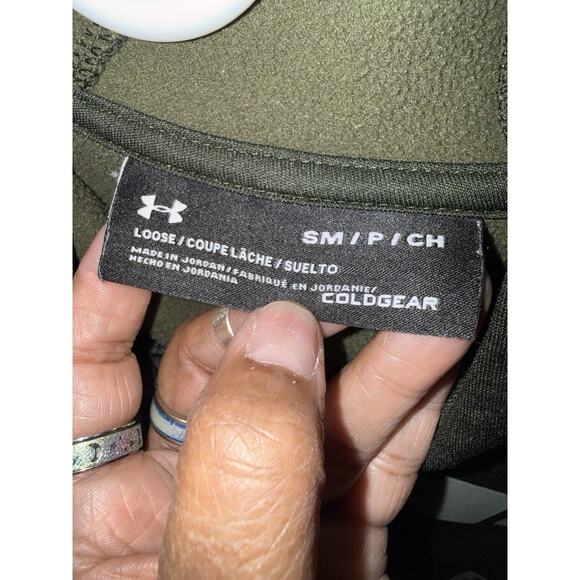 SM / P / CH
LOOSE / COUPE LÂCHE / SUELTO
MADE IN JORDAN / FABRIQUÉ EN JORDANIE/
HECHO EN JORDANIA
COLDGEAR